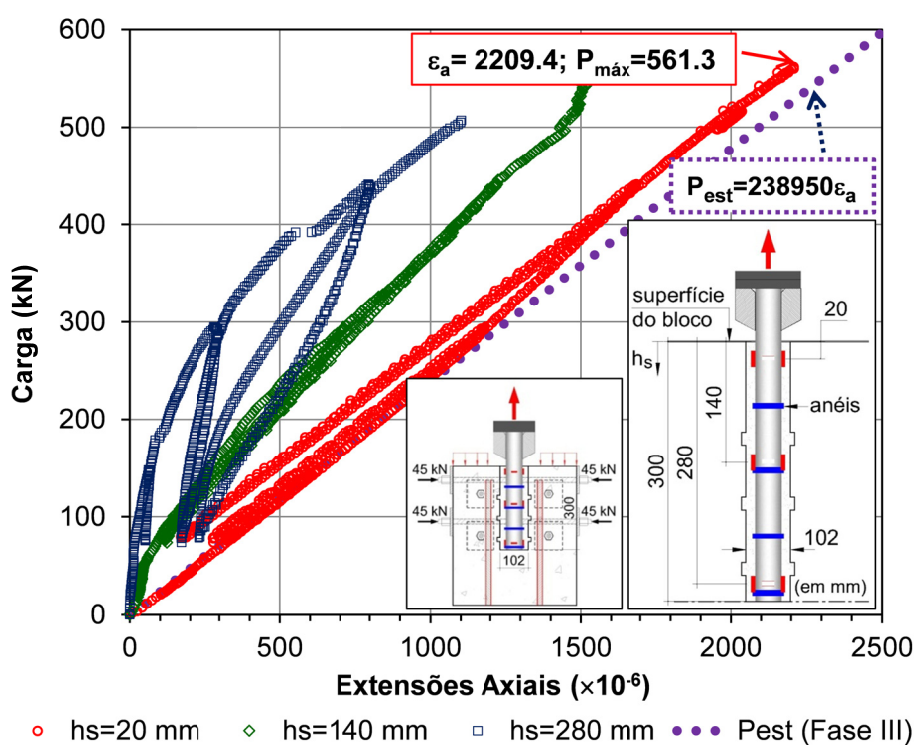 600
500
400
300
200
100
0
Carga (kN)
0
500
1000
1500
2000
2500
Extensões Axiais (×10⁻⁶)
εa= 2209.4; Pmáx=561.3
Pest=238950εa
superfície
do bloco
hs
20
140
280
300
anéis
102
(em mm)
45 kN
45 kN
45 kN
45 kN
300
102
hs=20 mm
hs=140 mm
hs=280 mm
Pest (Fase III)